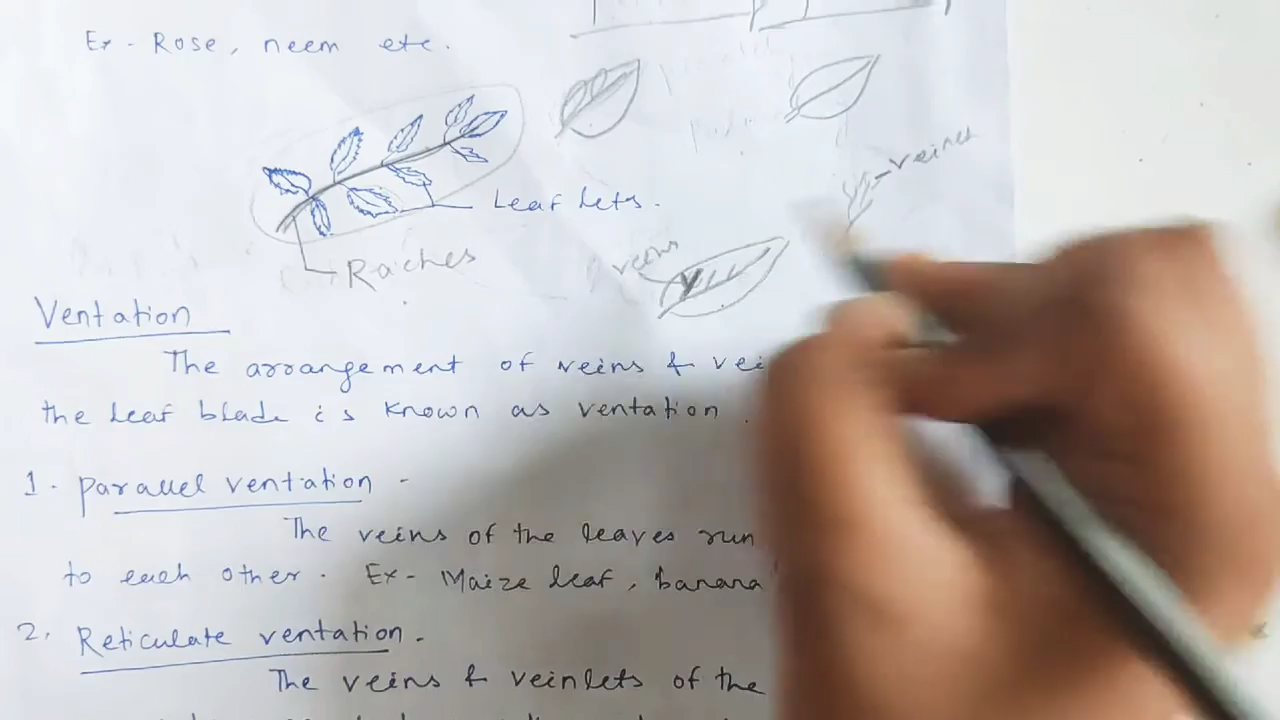 Ex - Rose, neem etc.
veines
Leaf lets.
veins
Raches
Ventation
The arrangement of veins &
the leaf blade is known as ventation.
1. Parallel ventation -
The veins of the leaves run
to each other. Ex- Maize leaf, banana
2. Reticulate ventation -
The veins & veinlets of the